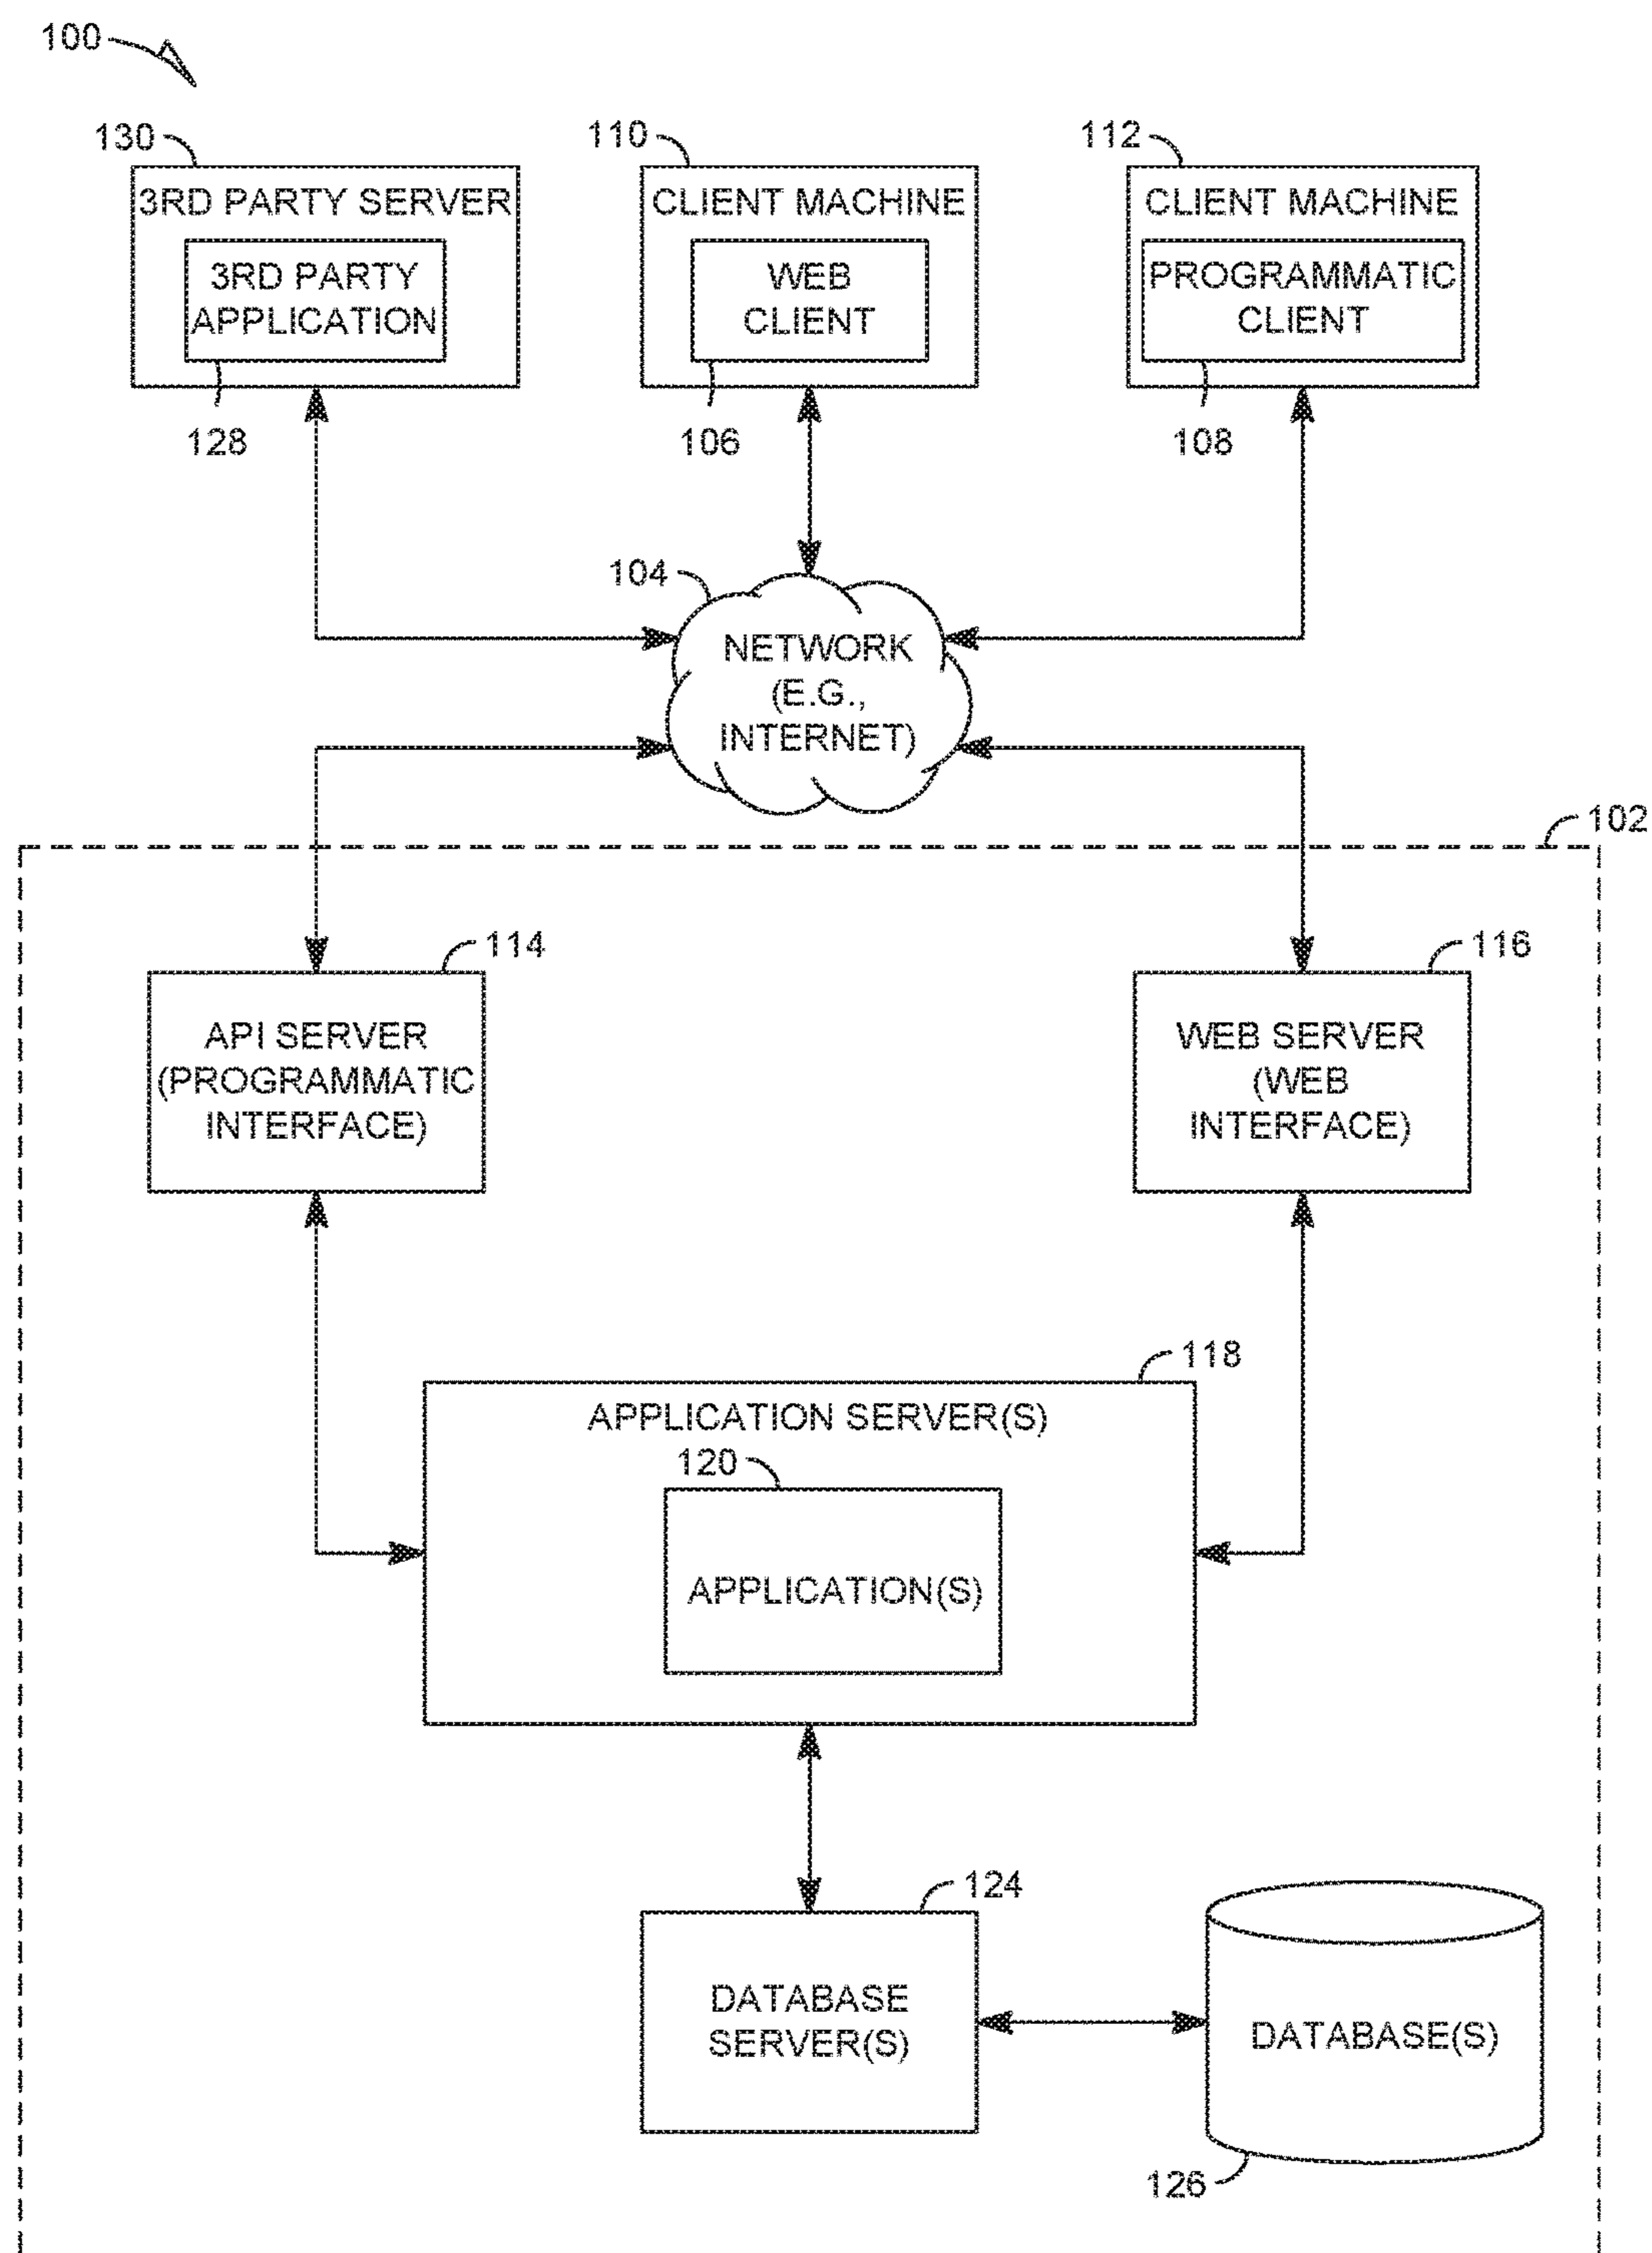 100
130
110
112
3RD PARTY SERVER
CLIENT MACHINE
CLIENT MACHINE
3RD PARTY
APPLICATION
WEB
CLIENT
PROGRAMMATIC
CLIENT
128
106
108
104
NETWORK
(E.G.,
INTERNET)
102
114
116
API SERVER
(PROGRAMMATIC
INTERFACE)
WEB SERVER
(WEB
INTERFACE)
118
APPLICATION SERVER(S)
120
APPLICATION(S)
124
DATABASE
SERVER(S)
DATABASE(S)
126